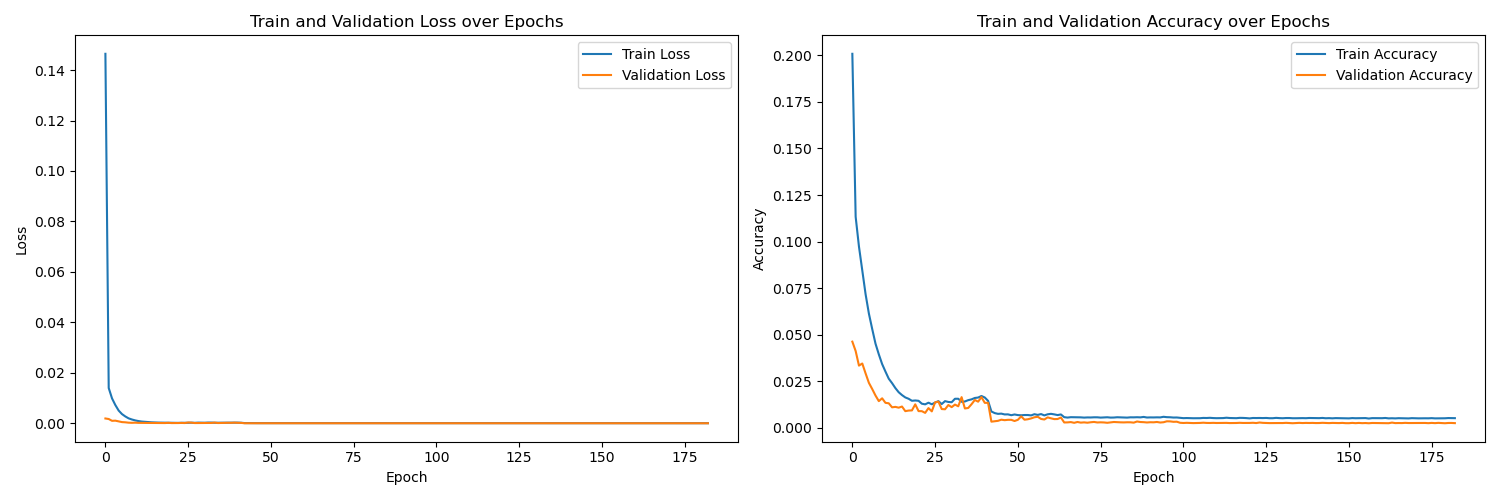 Train and Validation Loss over Epochs
Train Loss
Validation Loss
0.14
0.12
0.10
0.08
0.06
0.04
0.02
0.00
Loss
0 25 50 75 100 125 150 175
Epoch
Train and Validation Accuracy over Epochs
Train Accuracy
Validation Accuracy
0.200
0.175
0.150
0.125
0.100
0.075
0.050
0.025
0.000
Accuracy
0 25 50 75 100 125 150 175
Epoch